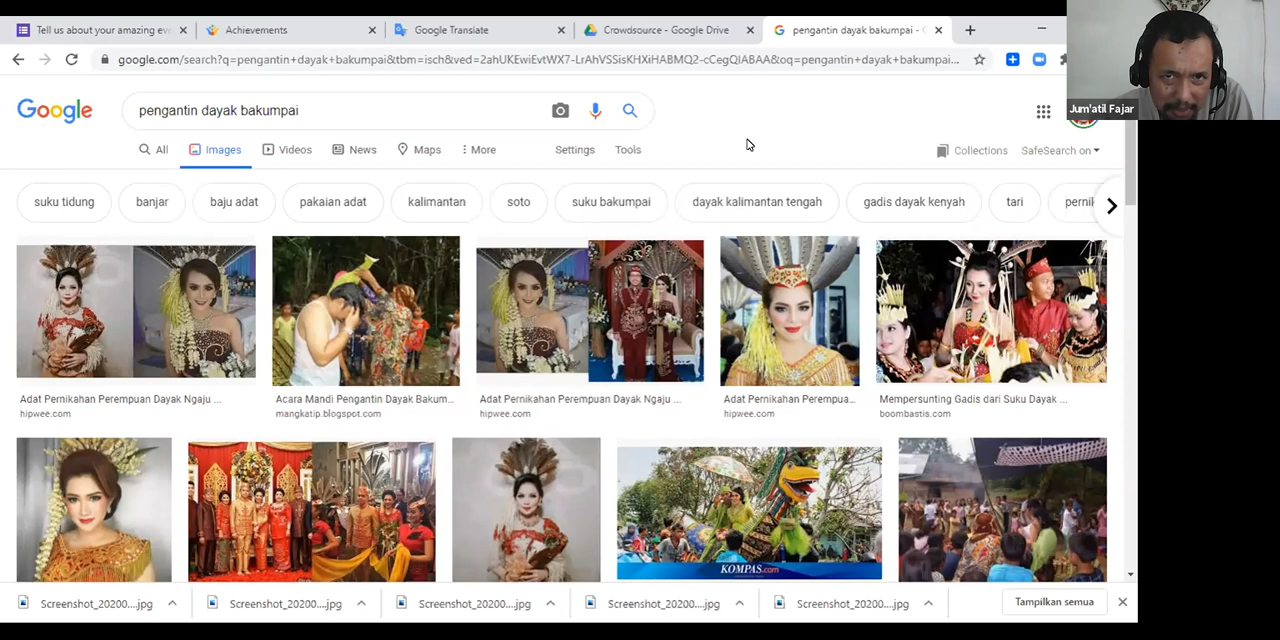 Tell us about your amazing eve
Achievements
Google Translate
Crowdsource - Google Drive
pengantin dayak bakumpai - G
google.com/search?q=pengantin+dayak+bakumpai&tbm=isch&ved=2ahUKEwiEvtWX7-LrAhVSSisKHXiHABMQ2-cCegQIABAA&oq=pengantin+dayak+bakumpai...
Jum'atil Fajar
Google
pengantin dayak bakumpai
All
Images
Videos
News
Maps
More
Settings
Tools
Collections
SafeSearch on
suku tidung
banjar
baju adat
pakaian adat
kalimantan
soto
suku bakumpai
dayak kalimantan tengah
gadis dayak kenyah
tari
pernik
Adat Pernikahan Perempuan Dayak Ngaju ...
hipwee.com
Acara Mandi Pengantin Dayak Bakum...
mangkatip.blogspot.com
Adat Pernikahan Perempuan Dayak Ngaju ...
hipwee.com
Adat Pernikahan Perempua...
hipwee.com
Mempersunting Gadis dari Suku Dayak ...
boombastis.com
KOMPAS.com
Screenshot_20200....jpg
Screenshot_20200....jpg
Screenshot_20200....jpg
Screenshot_20200....jpg
Screenshot_20200....jpg
Tampilkan semua